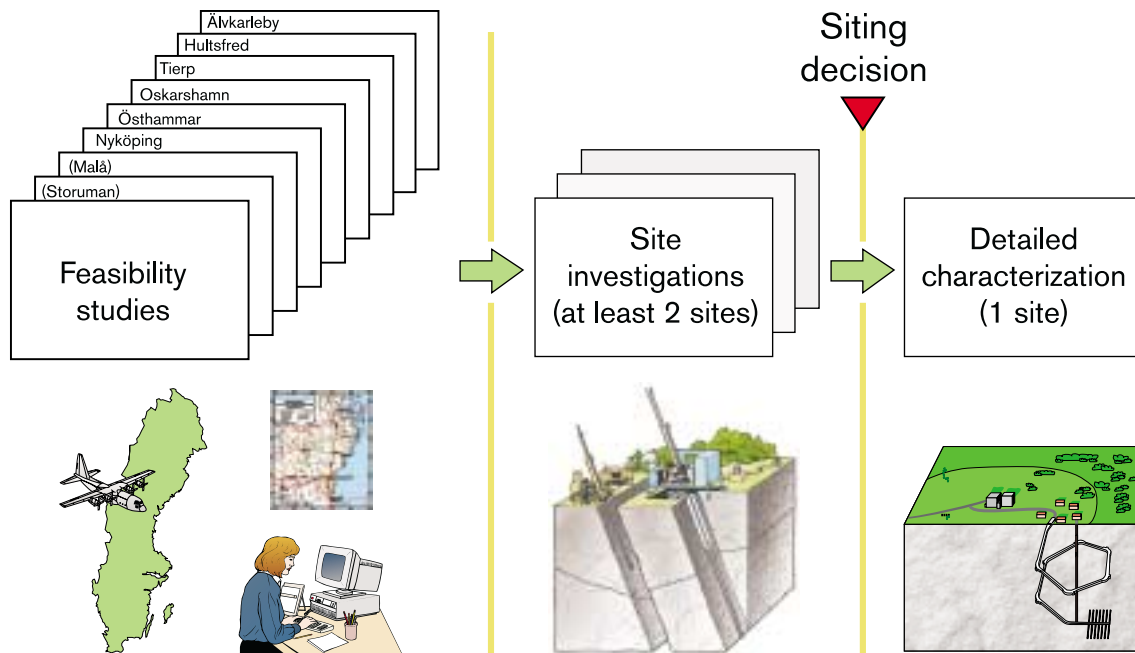 Älvkarleby
Hultsfred
Tierp
Oskarshamn
Östhammar
Nyköping
(Malå)
(Storuman)
Feasibility
studies
Site
investigations
(at least 2 sites)
Siting
decision
Detailed
characterization
(1 site)